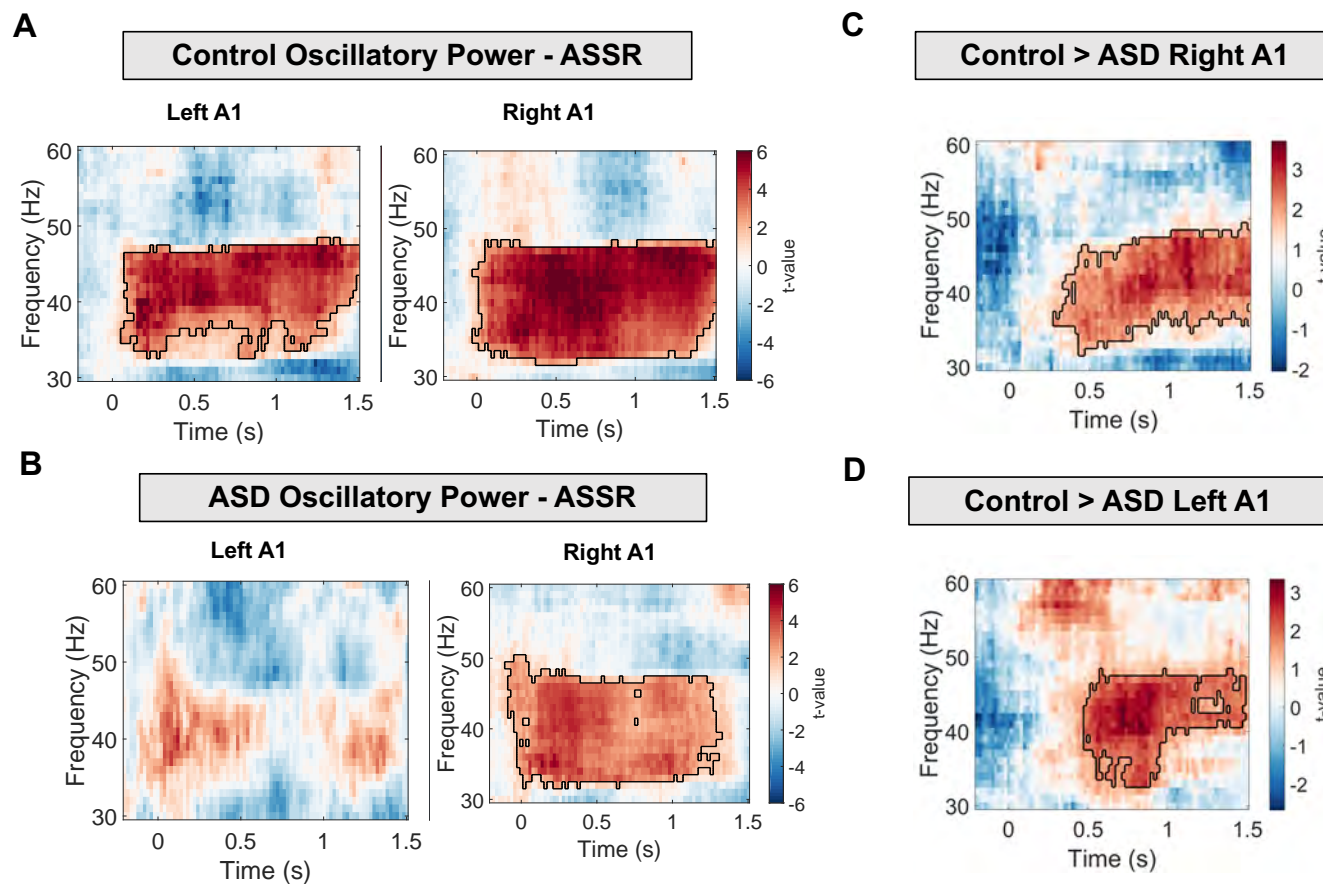 A
Control Oscillatory Power - ASSR
Left A1
Right A1
60
50
40
30
Frequency (Hz)
0
0.5
1
1.5
Time (s)
60
50
40
30
Frequency (Hz)
0
0.5
1
1.5
Time (s)
6
4
2
0
-2
-4
-6
t-value
C
Control > ASD Right A1
60
50
40
30
Frequency (Hz)
0
0.5
1
1.5
Time (s)
3
2
1
0
-1
-2
t-value
B
ASD Oscillatory Power - ASSR
Left A1
Right A1
60
50
40
30
Frequency (Hz)
0
0.5
1
1.5
Time (s)
60
50
40
30
Frequency (Hz)
0
0.5
1
1.5
Time (s)
6
4
2
0
-2
-4
-6
t-value
D
Control > ASD Left A1
60
50
40
30
Frequency (Hz)
0
0.5
1
1.5
Time (s)
3
2
1
0
-1
-2
t-value